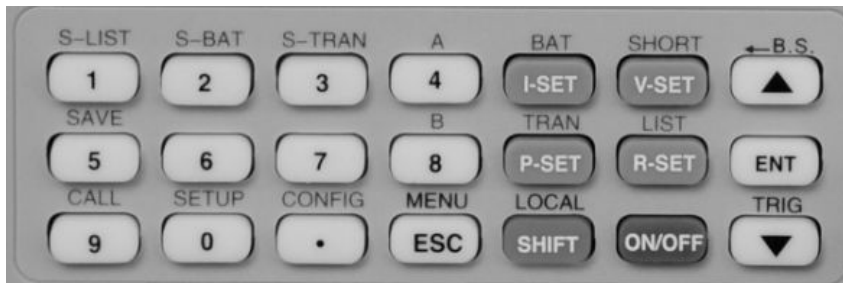 S-LIST S-BAT S-TRAN A BAT SHORT ←B.S.
1 2 3 4 I-SET V-SET ▲
SAVE B TRAN LIST
5 6 7 8 P-SET R-SET ENT
CALL SETUP CONFIG MENU LOCAL TRIG
9 0 • ESC SHIFT ON/OFF ▼